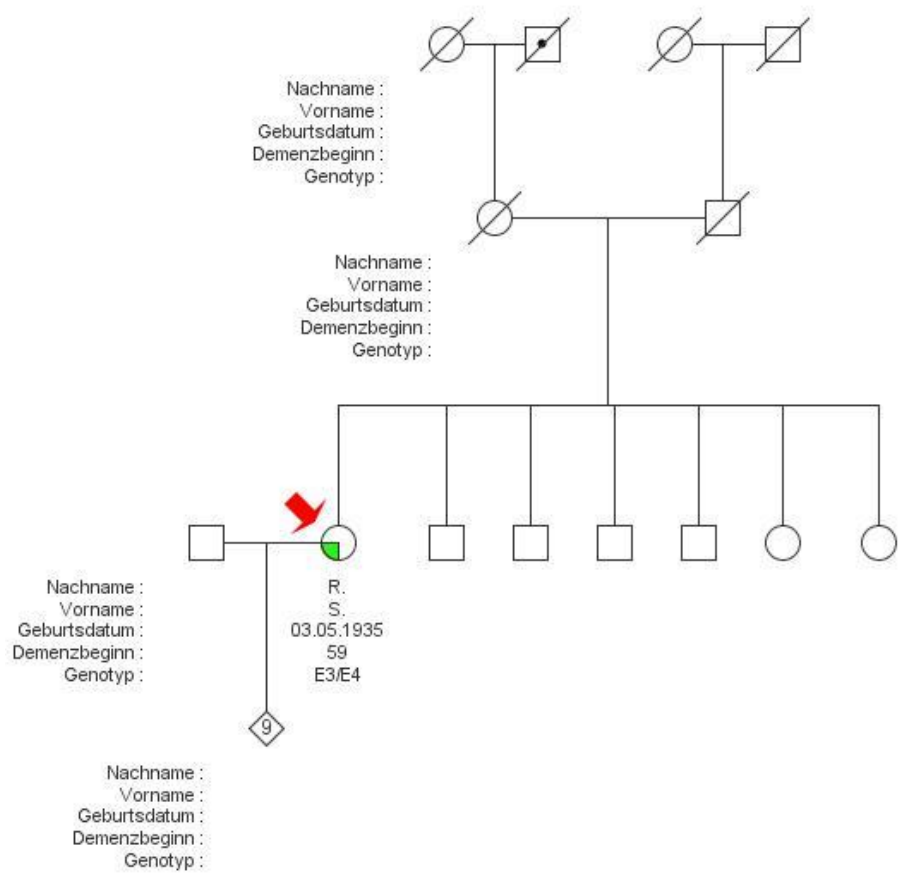 Nachname :
Vorname :
Geburtsdatum :
Demenzbeginn :
Genotyp :
Nachname :
Vorname :
Geburtsdatum :
Demenzbeginn :
Genotyp :
Nachname : R.
Vorname : S.
Geburtsdatum : 03.05.1935
Demenzbeginn : 59
Genotyp : E3/E4
9
Nachname :
Vorname :
Geburtsdatum :
Demenzbeginn :
Genotyp :